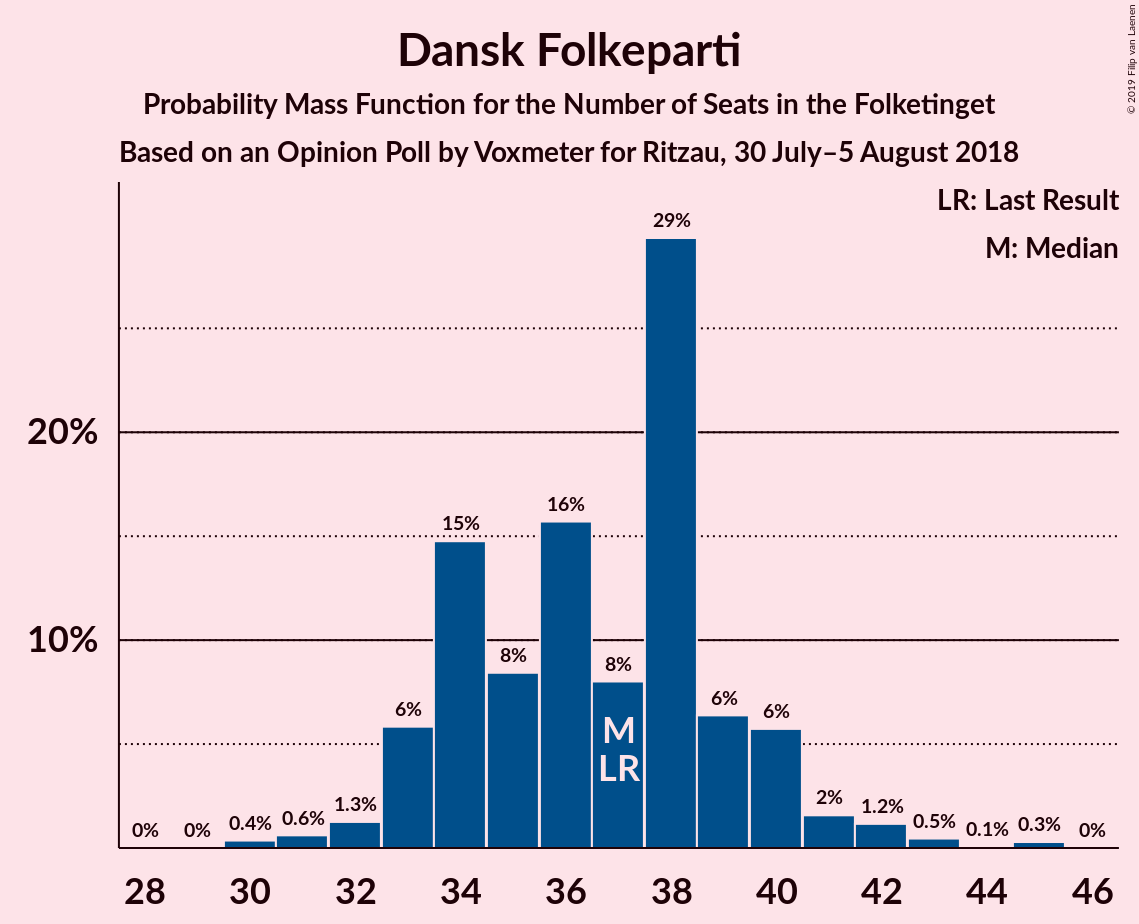 Dansk Folkeparti
Probability Mass Function for the Number of Seats in the Folketinget
Based on an Opinion Poll by Voxmeter for Ritzau, 30 July–5 August 2018
© 2019 Filip van Laenen
LR: Last Result
M: Median
29%
20%
16%
15%
10%
8%
8%
6%
6%
6%
M
LR
2%
1.3%
1.2%
0.6%
0.5%
0.4%
0.3%
0.1%
0%
0%
0%
28 30 32 34 36 38 40 42 44 46